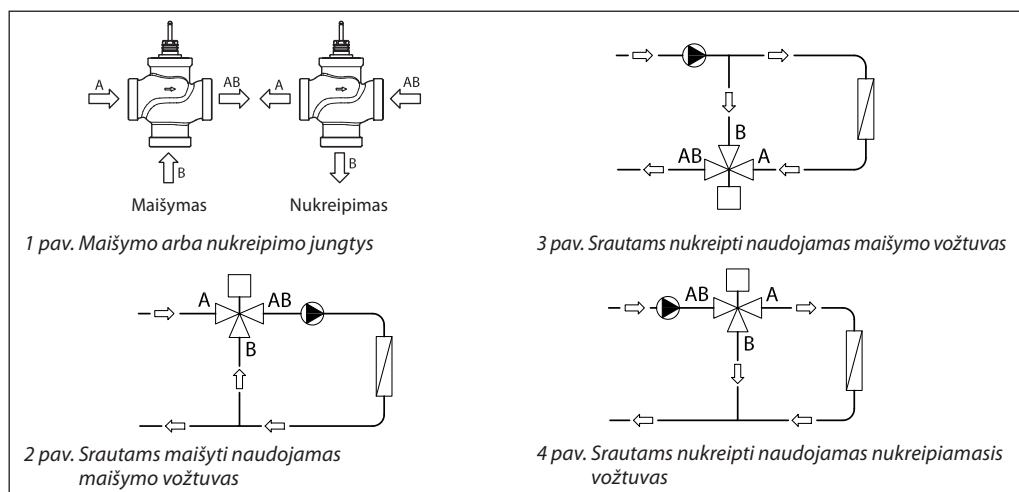 A
AB
A
AB
B
B
Maišymas
Nukreipimas
1 pav. Maišymo arba nukreipimo jungtys
B
AB
A
3 pav. Srautams nukreipti naudojamas maišymo vožtuvas
A
AB
B
2 pav. Srautams maišyti naudojamas
maišymo vožtuvas
AB
A
B
4 pav. Srautams nukreipti naudojamas nukreipiamasis
vožtuvas